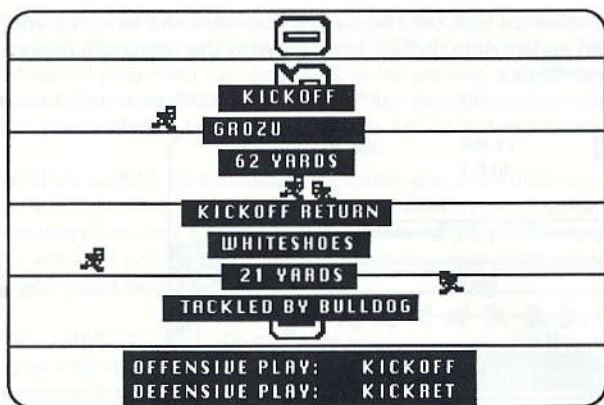 KICKOFF
GROZU
62 YARDS
KICKOFF RETURN
WHITESHOES
21 YARDS
TACKLED BY BULLDOG
OFFENSIVE PLAY: KICKOFF
DEFENSIVE PLAY: KICKRET